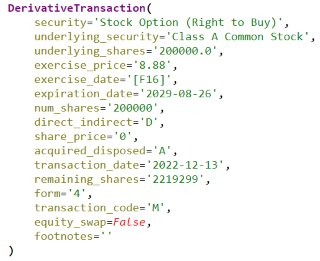 DerivativeTransaction(
security='Stock Option (Right to Buy)',
underlying_security='Class A Common Stock',
underlying_shares='200000.0',
exercise_price='8.88',
exercise_date='[F16]',
expiration_date='2029-08-26',
num_shares='200000',
direct_indirect='D',
share_price='0',
acquired_disposed='A',
transaction_date='2022-12-13',
remaining_shares='2219299',
form='4',
transaction_code='M',
equity_swap=False,
footnotes=''
)